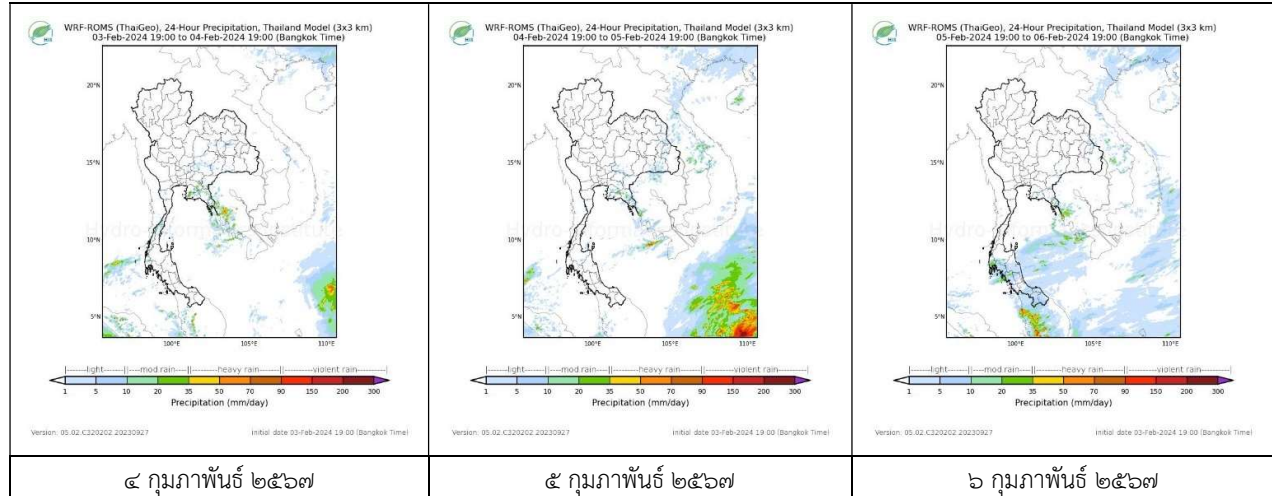 WRF-ROMS (ThaiGeo), 24-Hour Precipitation, Thailand Model (3x3 km)
03-Feb-2024 19:00 to 04-Feb-2024 19:00 (Bangkok Time)
20°N
15°N
10°N
5°N
100°E 105°E 110°E
light mod rain heavy rain violent rain
1 5 10 20 35 50 70 90 150 200 300
Precipitation (mm/day)
Version: 05.02.C320202.20230927 initial date 03-Feb-2024 19:00 (Bangkok Time)
๔ กุมภาพันธ์ ๒๕๖๗
WRF-ROMS (ThaiGeo), 24-Hour Precipitation, Thailand Model (3x3 km)
04-Feb-2024 19:00 to 05-Feb-2024 19:00 (Bangkok Time)
20°N
15°N
10°N
5°N
100°E 105°E 110°E
light mod rain heavy rain violent rain
1 5 10 20 35 50 70 90 150 200 300
Precipitation (mm/day)
Version: 05.02.C320202.20230927 initial date 03-Feb-2024 19:00 (Bangkok Time)
๕ กุมภาพันธ์ ๒๕๖๗
WRF-ROMS (ThaiGeo), 24-Hour Precipitation, Thailand Model (3x3 km)
05-Feb-2024 19:00 to 06-Feb-2024 19:00 (Bangkok Time)
20°N
15°N
10°N
5°N
100°E 105°E 110°E
light mod rain heavy rain violent rain
1 5 10 20 35 50 70 90 150 200 300
Precipitation (mm/day)
Version: 05.02.C320202.20230927 initial date 03-Feb-2024 19:00 (Bangkok Time)
๖ กุมภาพันธ์ ๒๕๖๗